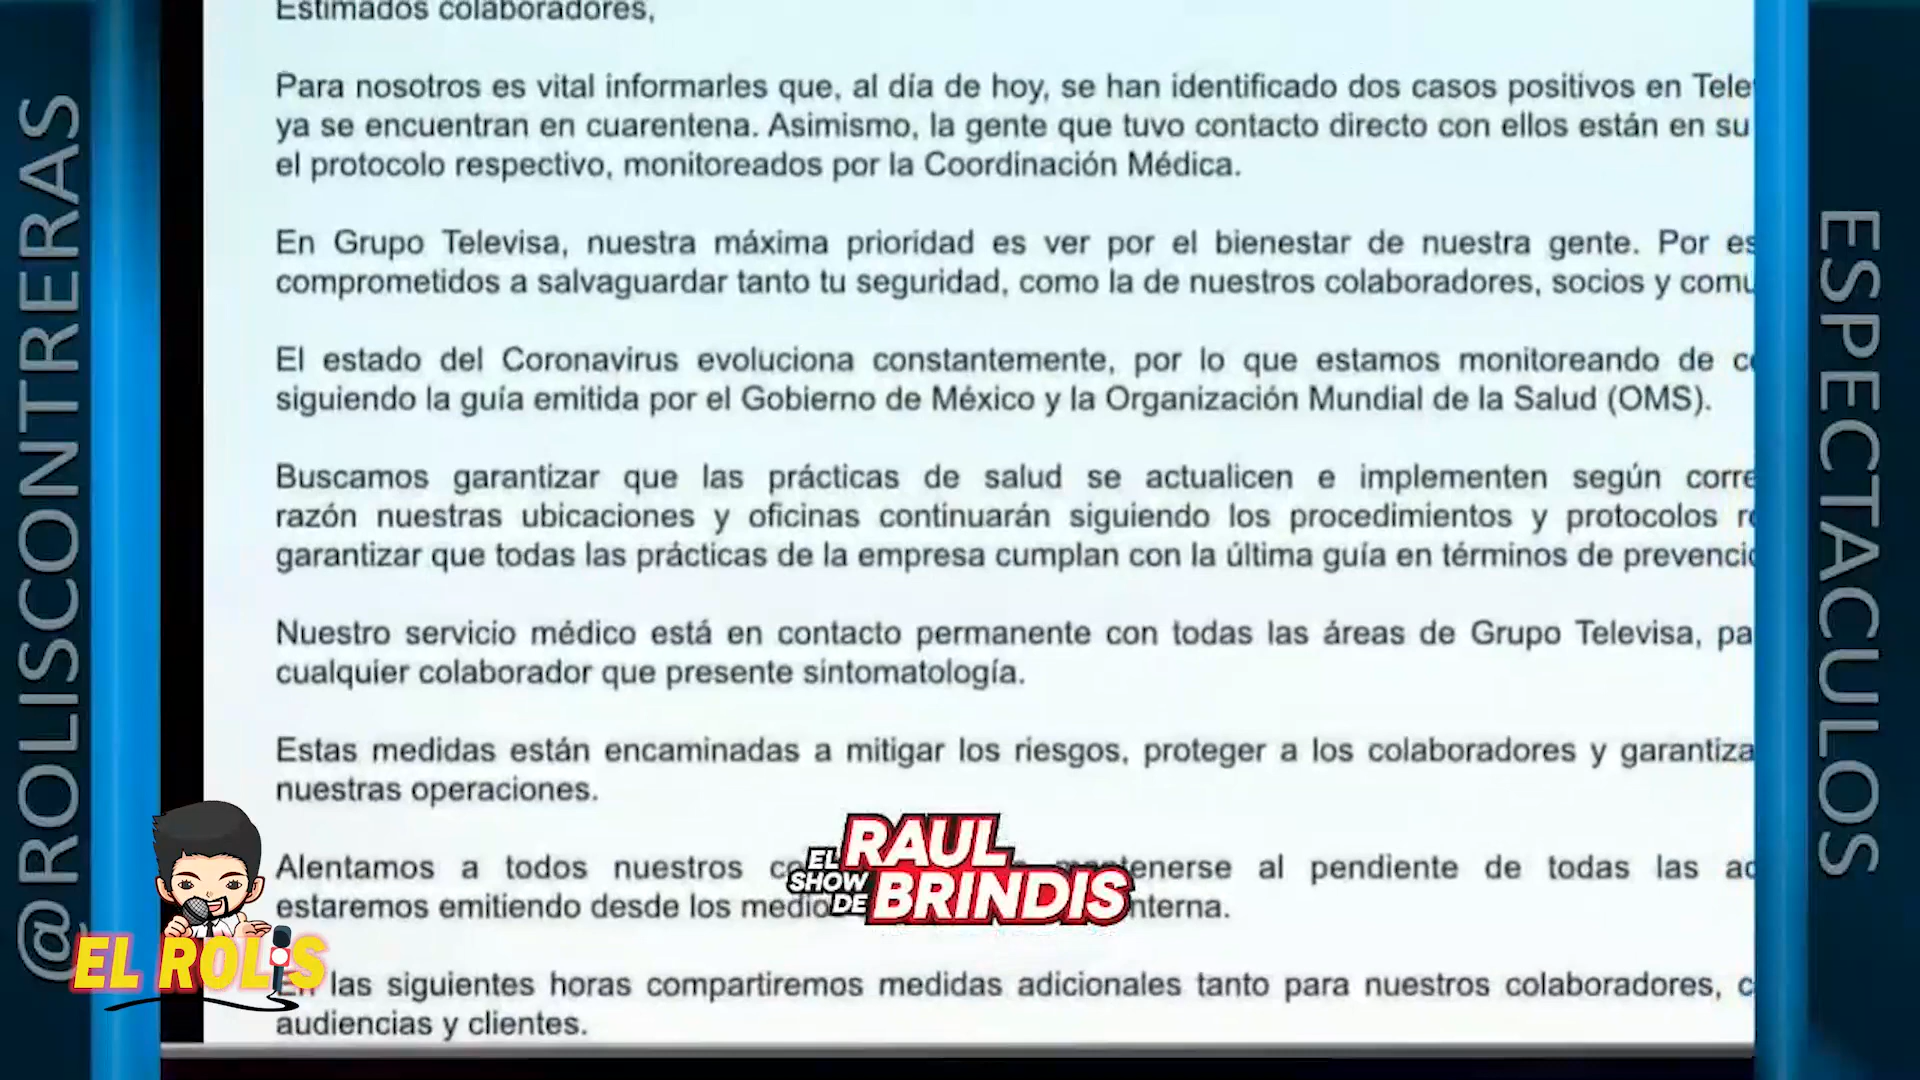 Estimados colaboradores,
Para nosotros es vital informarles que, al día de hoy, se han identificado dos casos positivos en
ya se encuentran en cuarentena. Asimismo, la gente que tuvo contacto directo con ellos están en su
el protocolo respectivo, monitoreados por la Coordinación Médica.
En Grupo Televisa, nuestra máxima prioridad es ver por el bienestar de nuestra gente. Por
comprometidos a salvaguardar tanto tu seguridad, como la de nuestros colaboradores, socios y
El estado del Coronavirus evoluciona constantemente, por lo que estamos monitoreando de
siguiendo la guía emitida por el Gobierno de México y la Organización Mundial de la Salud (OMS).
Buscamos garantizar que las prácticas de salud se actualicen e implementen según
razón nuestras ubicaciones y oficinas continuarán siguiendo los procedimientos y protocolos
garantizar que todas las prácticas de la empresa cumplan con la última guía en términos de
Nuestro servicio médico está en contacto permanente con todas las áreas de Grupo Televisa,
cualquier colaborador que presente sintomatología.
Estas medidas están encaminadas a mitigar los riesgos, proteger a los colaboradores y
nuestras operaciones.
Alentamos a todos nuestros al pendiente de todas las
estaremos emitiendo desde los
En las siguientes horas compartiremos medidas adicionales tanto para nuestros colaboradores,
audiencias y clientes.
@ROLISCONTRERAS
ESPECTACULOS
EL ROLIS
EL SHOW DE RAUL BRINDIS